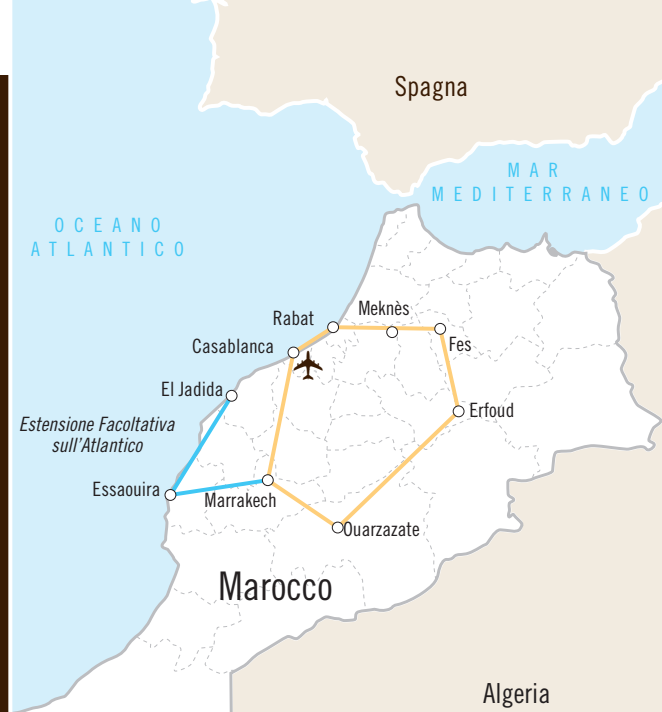 Spagna
MAR
MEDITERRANEO
OCEANO
ATLANTICO
Meknès
Rabat
Fes
Casablanca
El Jadida
Erfoud
Estensione Facoltativa
sull'Atlantico
Essaouira
Marrakech
Ouarzazate
Marocco
Algeria